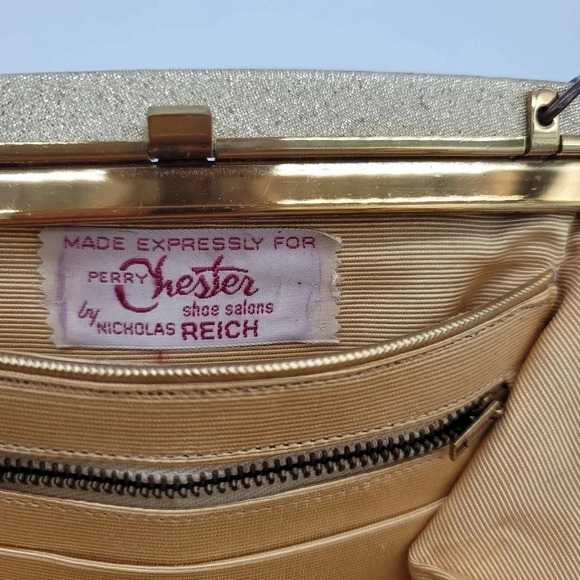 MADE EXPRESSLY FOR
PERRY Chester
shoe salons
by NICHOLAS REICH